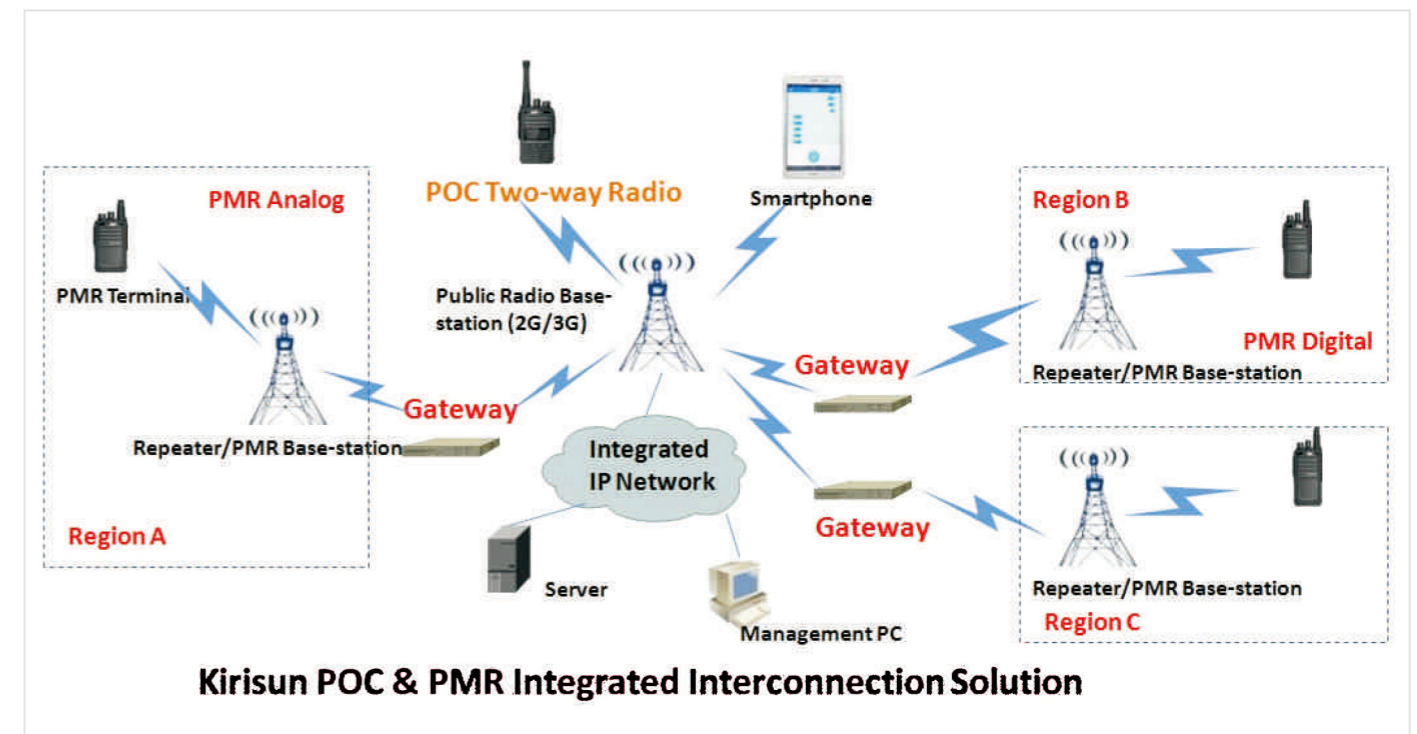 POC Two-way Radio
Smartphone
PMR Analog
PMR Terminal
Repeater/PMR Base-station
Region A
Gateway
Public Radio Base-
station (2G/3G)
Integrated
IP Network
Server
Management PC
Gateway
Gateway
Region B
PMR Digital
Repeater/PMR Base-station
Repeater/PMR Base-station
Region C
Kirisun POC & PMR Integrated Interconnection Solution